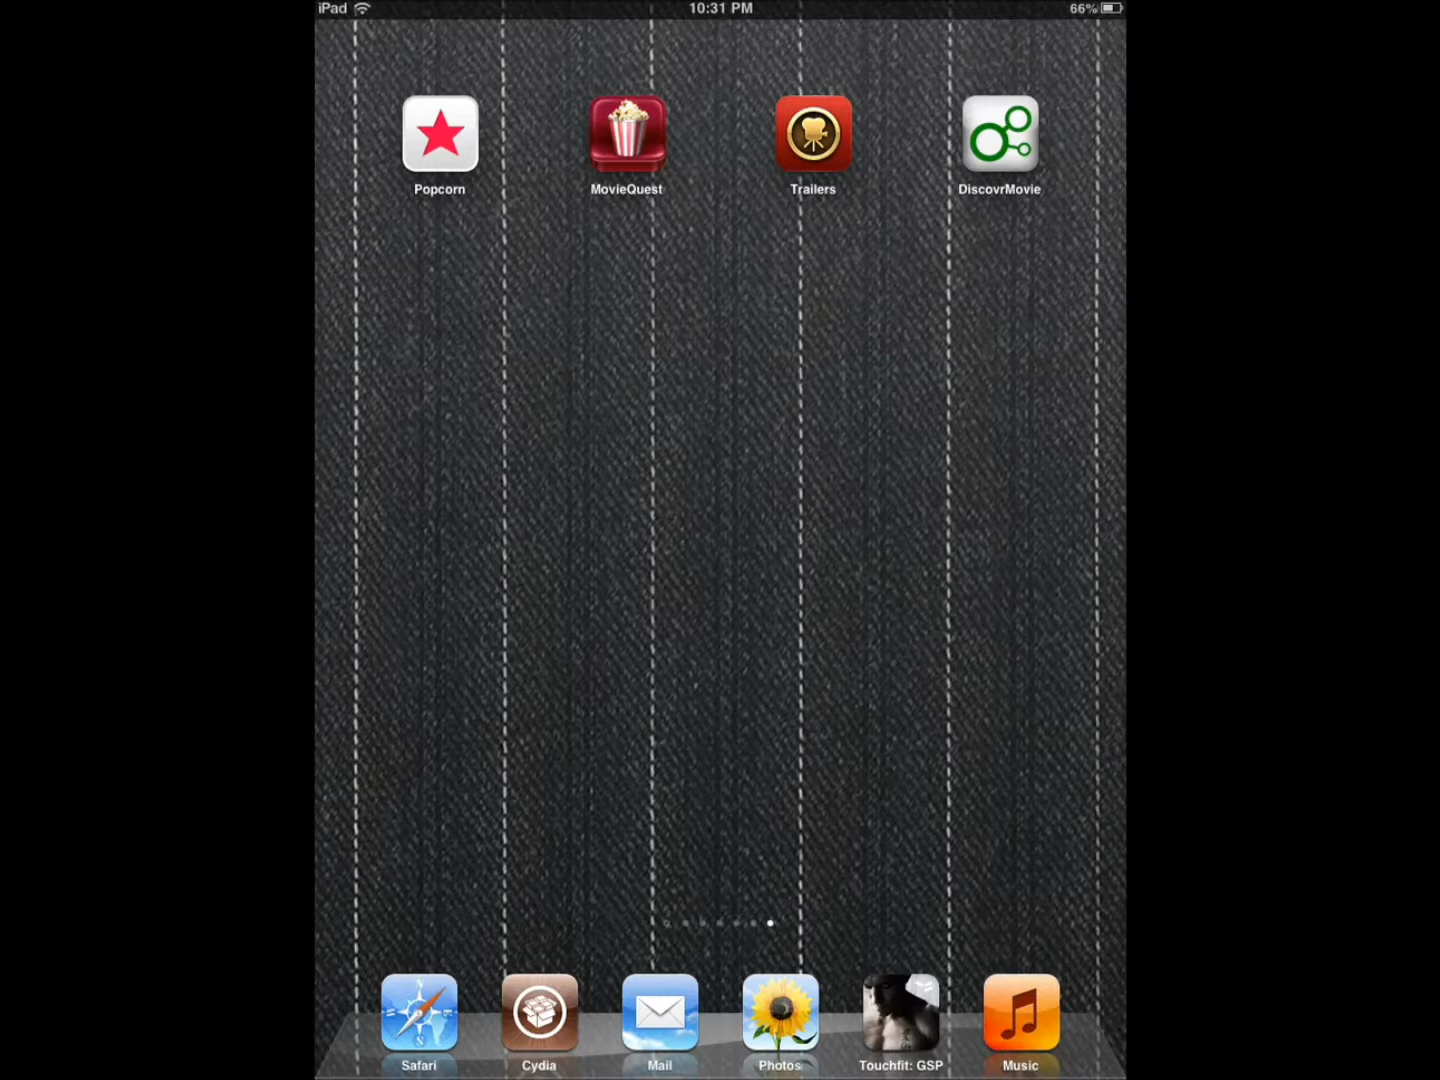 iPad 10:31 PM 66%
Popcorn MovieQuest Trailers DiscovrMovie
Safari Cydia Mail Photos Touchfit: GSP Music